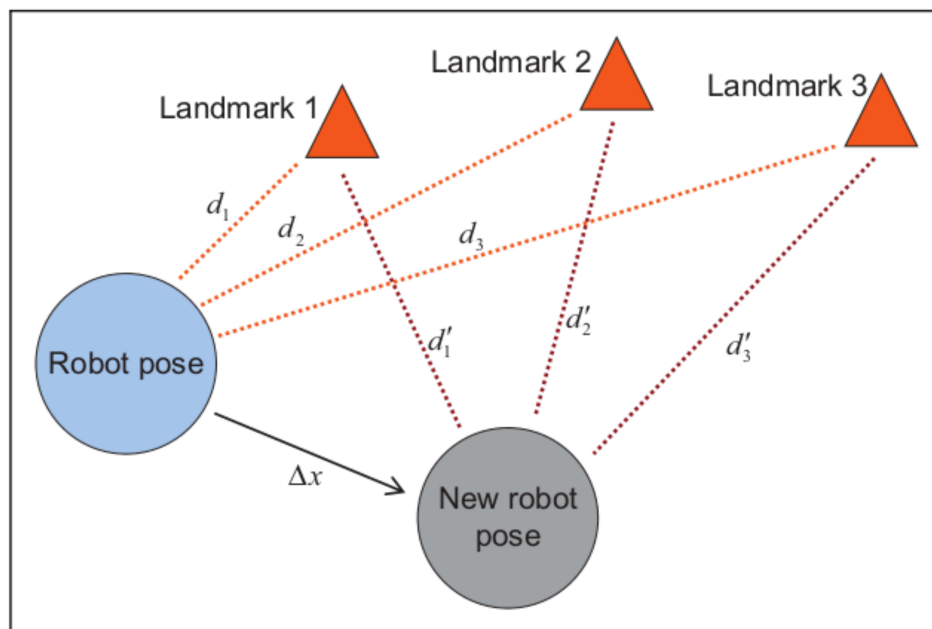 Landmark 2
Landmark 3
Landmark 1
d₁
d₂
d₃
d′₁
d′₂
d′₃
Robot pose
Δx
New robot
pose